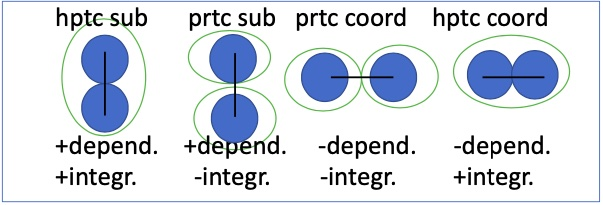 hptc sub prtc sub prtc coord hptc coord
+depend. +depend. -depend. -depend.
+integr. -integr. -integr. +integr.